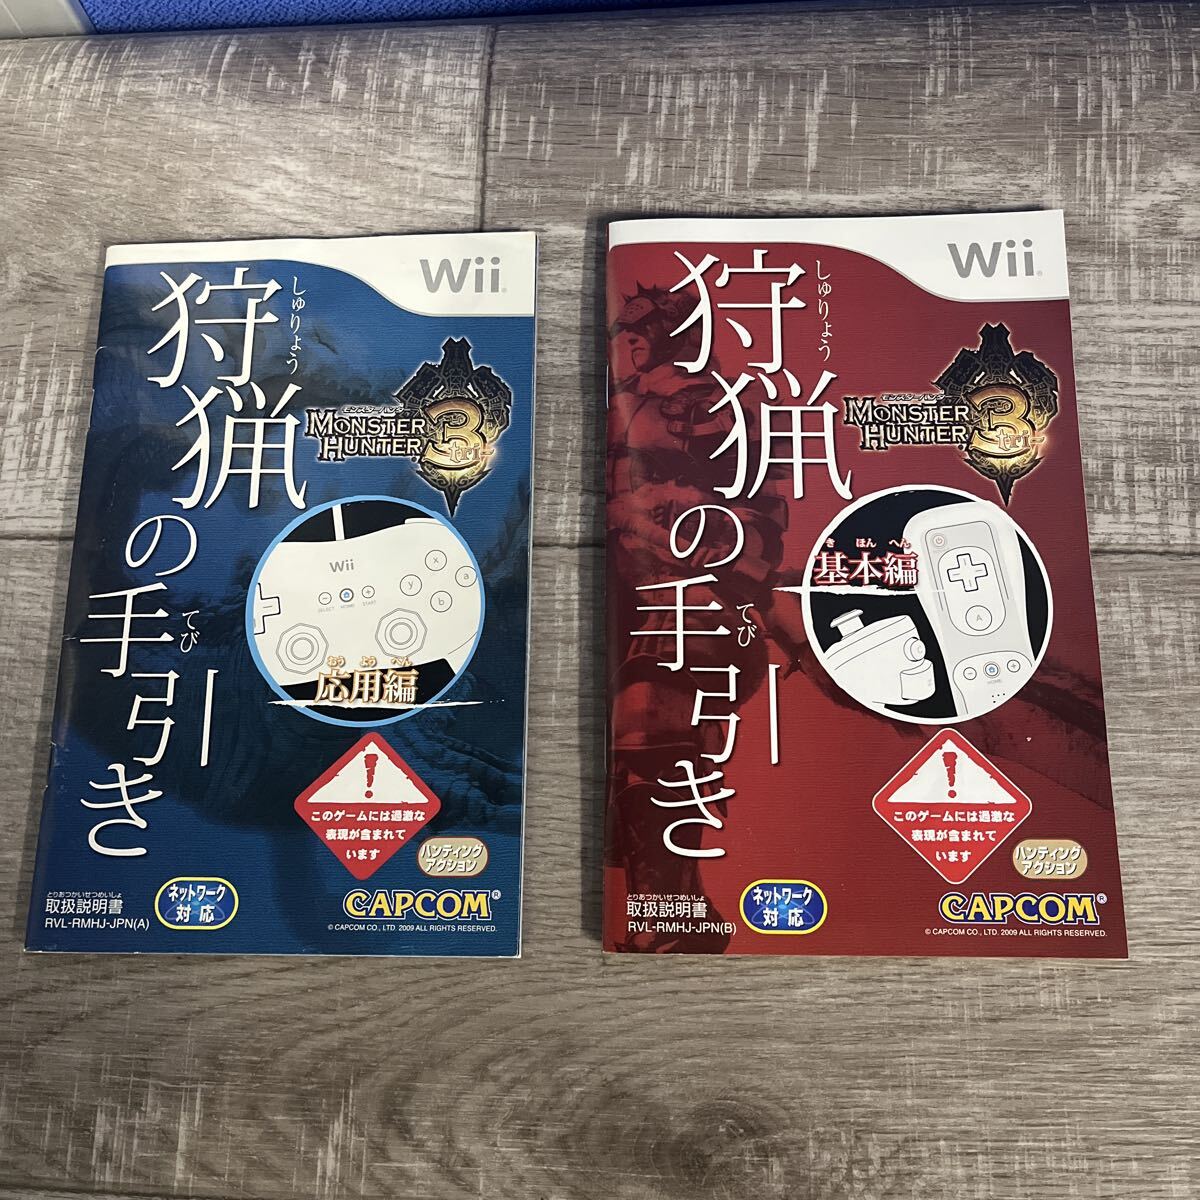 Wii
狩猟の手引き
しゅりょう
てび
モンスターハンター
MONSTER
HUNTER
3
tri-
Wii
SELECT HOME START
y x a b
おう よう へん
応用編
!
このゲームには過激な
表現が含まれて
います
ハンティング
アクション
とりあつかいせつめいしょ
取扱説明書
RVL-RMHJ-JPN(A)
ネットワーク
対応
CAPCOM
© CAPCOM CO., LTD. 2009 ALL RIGHTS RESERVED.
Wii
狩猟の手引き
しゅりょう
てび
モンスターハンター
MONSTER
HUNTER
3
tri-
き ほん へん
基本編
A
HOME
!
このゲームには過激な
表現が含まれて
います
ハンティング
アクション
とりあつかいせつめいしょ
取扱説明書
RVL-RMHJ-JPN(B)
ネットワーク
対応
CAPCOM
© CAPCOM CO., LTD. 2009 ALL RIGHTS RESERVED.